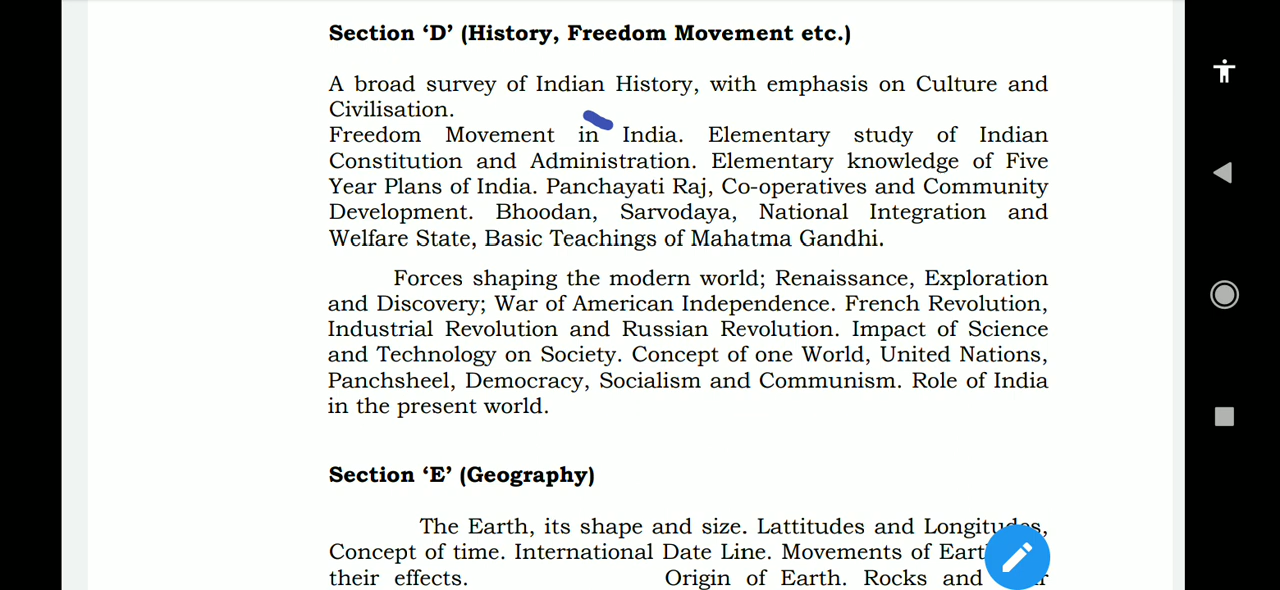 Section ‘D’ (History, Freedom Movement etc.)
A broad survey of Indian History, with emphasis on Culture and
Civilisation.
Freedom Movement in India. Elementary study of Indian
Constitution and Administration. Elementary knowledge of Five
Year Plans of India. Panchayati Raj, Co-operatives and Community
Development. Bhoodan, Sarvodaya, National Integration and
Welfare State, Basic Teachings of Mahatma Gandhi.
Forces shaping the modern world; Renaissance, Exploration
and Discovery; War of American Independence. French Revolution,
Industrial Revolution and Russian Revolution. Impact of Science
and Technology on Society. Concept of one World, United Nations,
Panchsheel, Democracy, Socialism and Communism. Role of India
in the present world.
Section ‘E’ (Geography)
The Earth, its shape and size. Lattitudes and Longitudes,
Concept of time. International Date Line. Movements of Eart
their effects. Origin of Earth. Rocks and